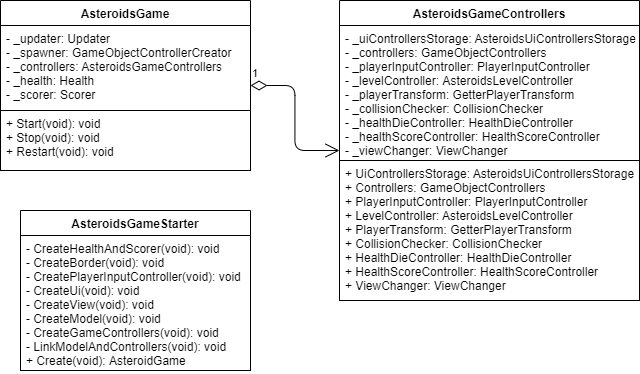 AsteroidsGame
- _updater: Updater
- _spawner: GameObjectControllerCreator
- _controllers: AsteroidsGameControllers
- _health: Health
- _scorer: Scorer
+ Start(void): void
+ Stop(void): void
+ Restart(void): void
1
AsteroidsGameControllers
- _uiControllersStorage: AsteroidsUiControllersStorage
- _controllers: GameObjectControllers
- _playerInputController: PlayerInputController
- _levelController: AsteroidsLevelController
- _playerTransform: GetterPlayerTransform
- _collisionChecker: CollisionChecker
- _healthDieController: HealthDieController
- _healthScoreController: HealthScoreController
- _viewChanger: ViewChanger
+ UiControllersStorage: AsteroidsUiControllersStorage
+ Controllers: GameObjectControllers
+ PlayerInputController: PlayerInputController
+ LevelController: AsteroidsLevelController
+ PlayerTransform: GetterPlayerTransform
+ CollisionChecker: CollisionChecker
+ HealthDieController: HealthDieController
+ HealthScoreController: HealthScoreController
+ ViewChanger: ViewChanger
AsteroidsGameStarter
- CreateHealthAndScorer(void): void
- CreateBorder(void): void
- CreatePlayerInputController(void): void
- CreateUi(void): void
- CreateView(void): void
- CreateModel(void): void
- CreateGameControllers(void): void
- LinkModelAndControllers(void): void
+ Create(void): AsteroidGame